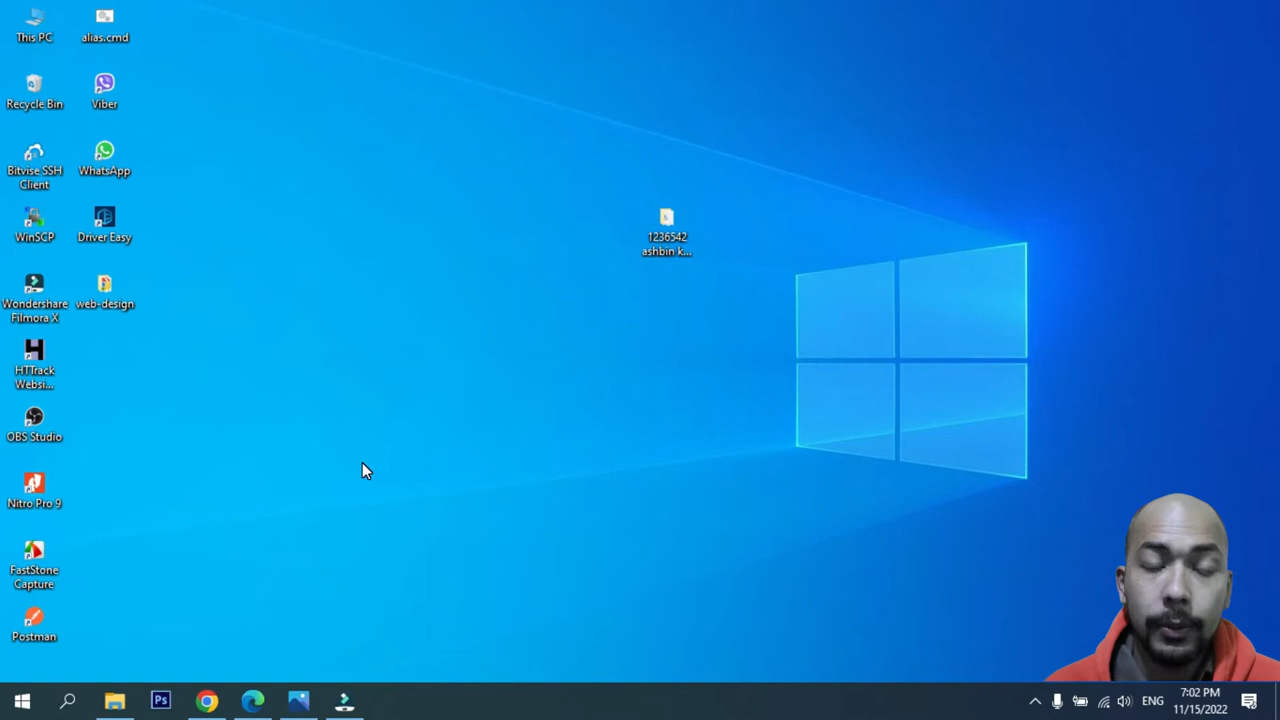 This PC
alias.cmd
Recycle Bin
Viber
Bitvise SSH
Client
WhatsApp
WinSCP
Driver Easy
1236542
ashbin k...
Wondershare
Filmora X
web-design
HTTrack
Websi...
OBS Studio
Nitro Pro 9
FastStone
Capture
Postman
Ps
ENG
7:02 PM
11/15/2022